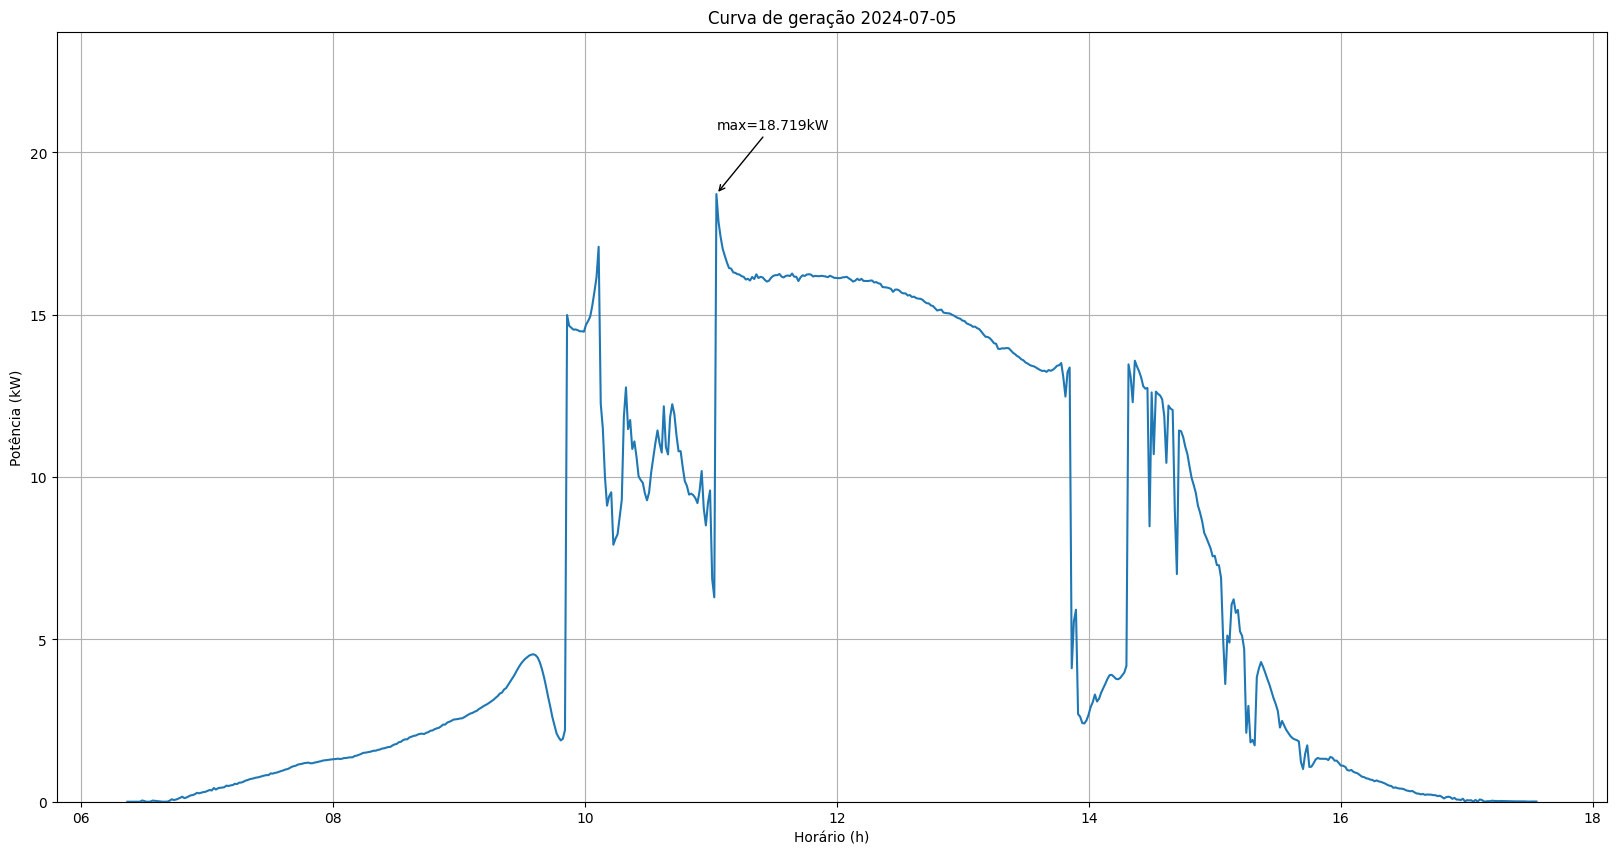 Curva de geração 2024-07-05
max=18.719kW
20
15
10
5
0
Potência (kW)
06 08 10 12 14 16 18
Horário (h)